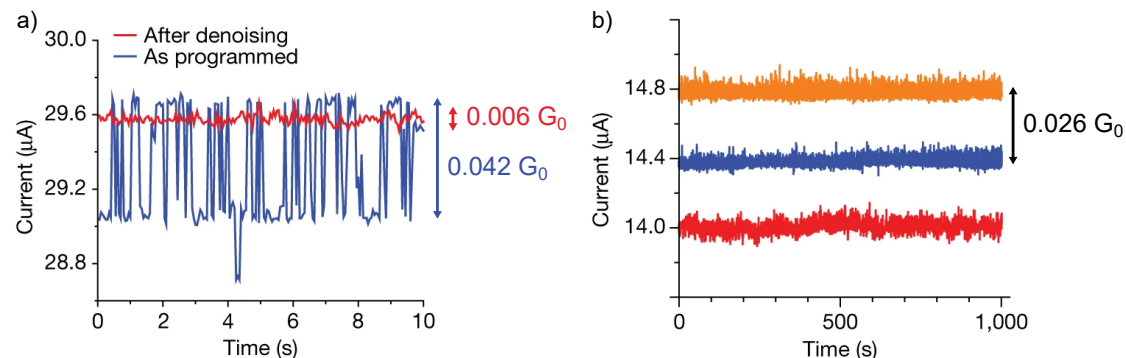 a)
After denoising
As programmed
Current (µA)
30.0
29.6
29.2
28.8
0.006 G₀
0.042 G₀
0
2
4
6
8
10
Time (s)
b)
Current (µA)
14.8
14.4
14.0
0.026 G₀
0
500
1,000
Time (s)